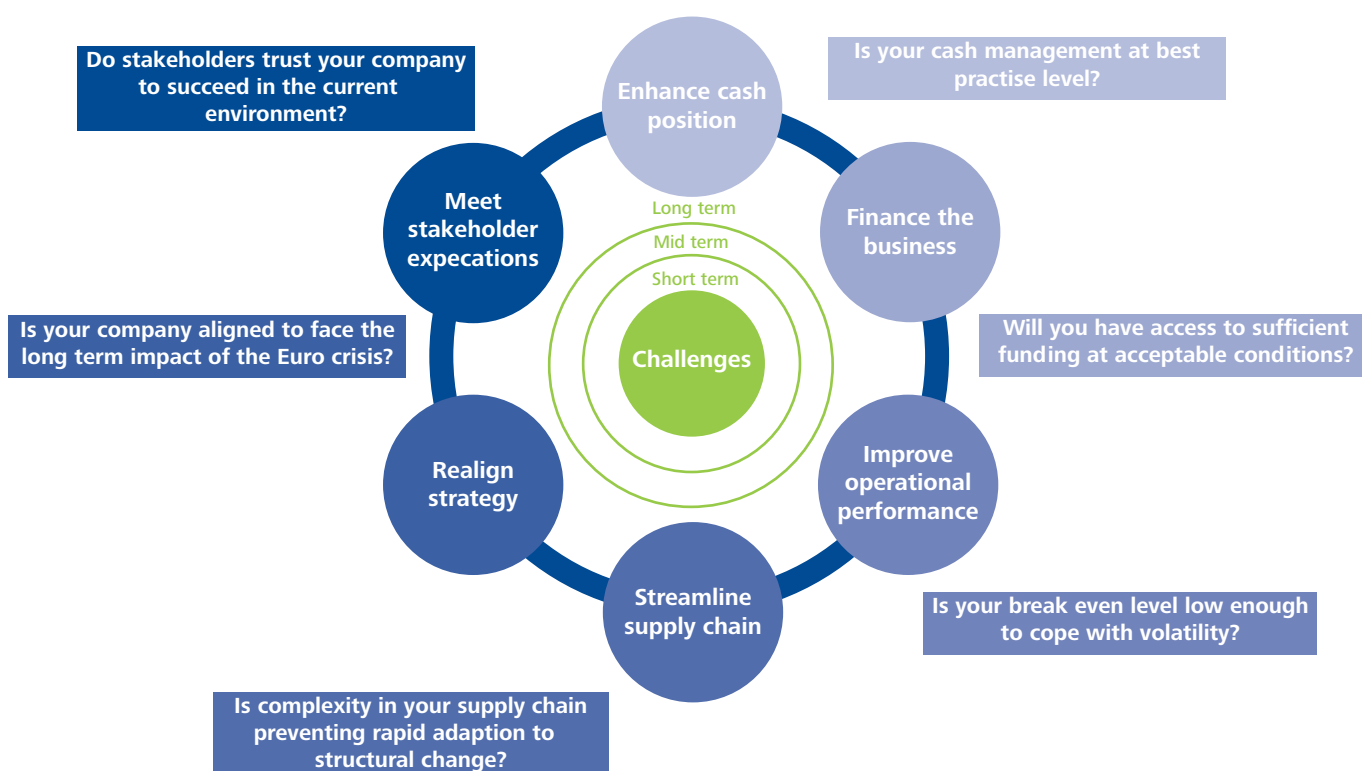 Do stakeholders trust your company
to succeed in the current
environment?
Enhance cash
position
Is your cash management at best
practise level?
Meet
stakeholder
expecations
Long term
Mid term
Short term
Challenges
Finance the
business
Is your company aligned to face the
long term impact of the Euro crisis?
Will you have access to sufficient
funding at acceptable conditions?
Realign
strategy
Improve
operational
performance
Streamline
supply chain
Is your break even level low enough
to cope with volatility?
Is complexity in your supply chain
preventing rapid adaption to
structural change?